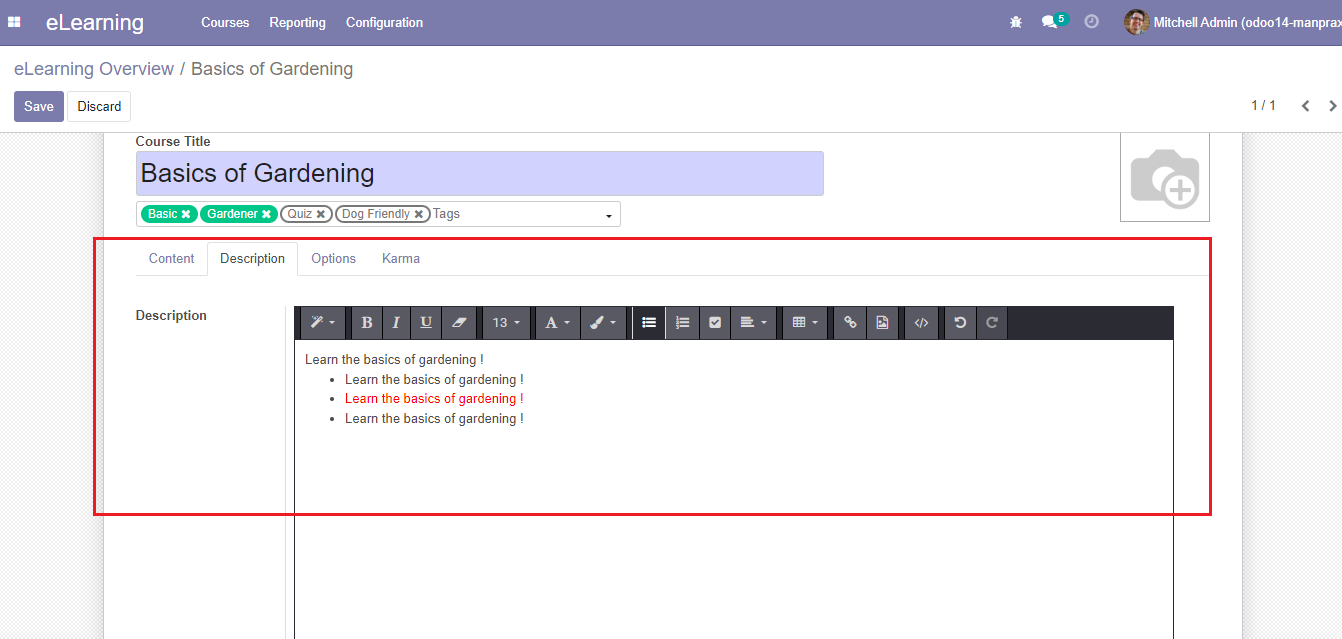 eLearning Courses Reporting Configuration 5 Mitchell Admin (odoo14-manprax
eLearning Overview / Basics of Gardening
Save Discard 1 / 1
Course Title
Basics of Gardening
Basic Gardener Quiz Dog Friendly Tags
Content Description Options Karma
Description
B I U 13 A
Learn the basics of gardening !
Learn the basics of gardening !
Learn the basics of gardening !
Learn the basics of gardening !